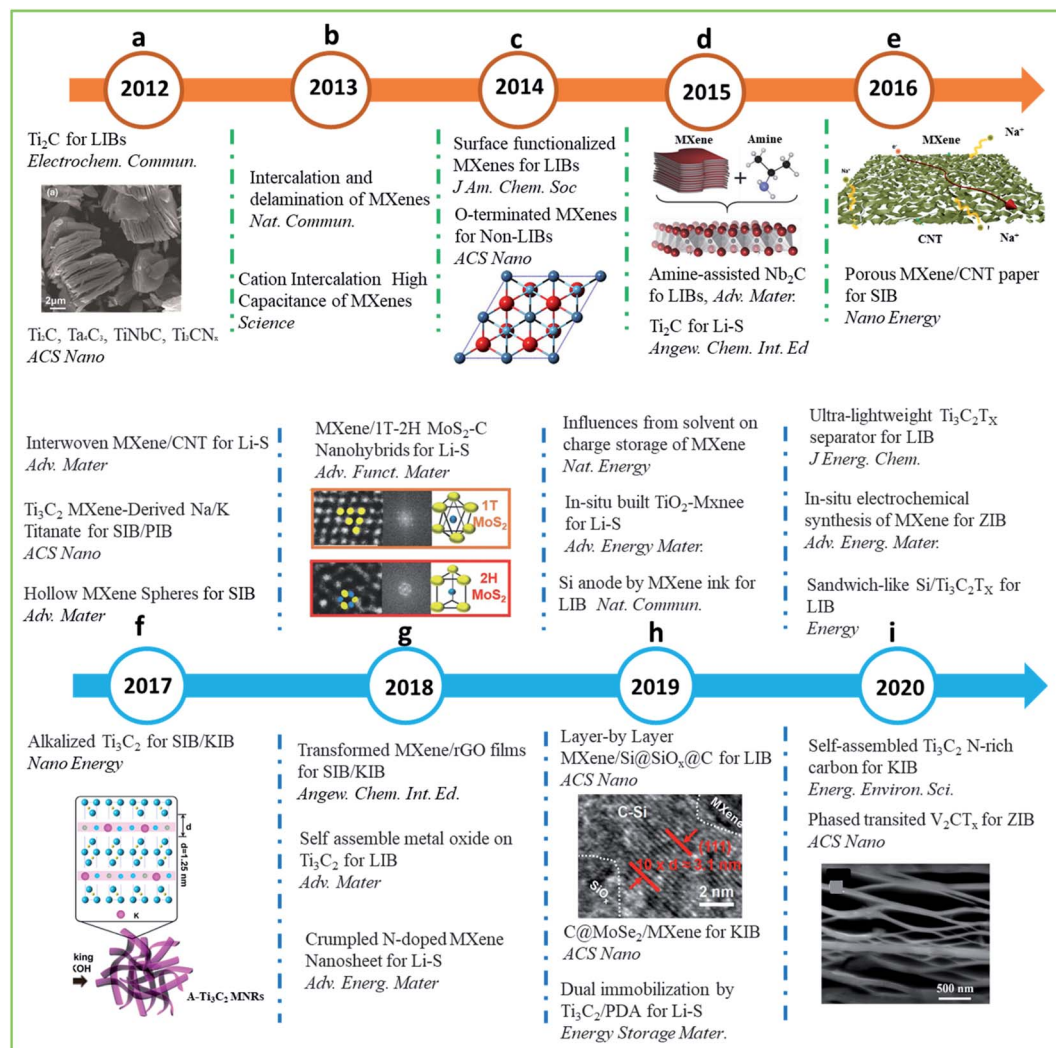 a
b
c
d
e
2012
2013
2014
2015
2016
Ti₂C for LIBs
Electrochem. Commun.
(a)
2μm
Ti₂C, Ta₄C₃, TiNbC, Ti₃CNₓ
ACS Nano
Intercalation and
delamination of MXenes
Nat. Commun.
Cation Intercalation High
Capacitance of MXenes
Science
Surface functionalized
MXenes for LIBs
J Am. Chem. Soc
O-terminated MXenes
for Non-LIBs
ACS Nano
MXene
Amine
+
Amine-assisted Nb₂C
fo LIBs, Adv. Mater.
Ti₂C for Li-S
Angew. Chem. Int. Ed
MXene
Na⁺
CNT
Na⁺
Porous MXene/CNT paper
for SIB
Nano Energy
Interwoven MXene/CNT for Li-S
Adv. Mater
Ti₃C₂ MXene-Derived Na/K
Titanate for SIB/PIB
ACS Nano
Hollow MXene Spheres for SIB
Adv. Mater
MXene/1T-2H MoS₂-C
Nanohybrids for Li-S
Adv. Funct. Mater
1T
MoS₂
2H
MoS₂
Influences from solvent on
charge storage of MXene
Nat. Energy
In-situ built TiO₂-Mxnee
for Li-S
Adv. Energy Mater.
Si anode by MXene ink for
LIB Nat. Commun.
Ultra-lightweight Ti₃C₂Tₓ
separator for LIB
J Energ. Chem.
In-situ electrochemical
synthesis of MXene for ZIB
Adv. Energ. Mater.
Sandwich-like Si/Ti₃C₂Tₓ for
LIB
Energy
f
g
h
i
2017
2018
2019
2020
Alkalized Ti₃C₂ for SIB/KIB
Nano Energy
d
d=1.25 nm
K
king
KOH
A-Ti₃C₂ MNRs
Transformed MXene/rGO films
for SIB/KIB
Angew. Chem. Int. Ed.
Self assemble metal oxide on
Ti₃C₂ for LIB
Adv. Mater
Crumpled N-doped MXene
Nanosheet for Li-S
Adv. Energ. Mater
Layer-by Layer
MXene/Si@SiOₓ@C for LIB
ACS Nano
C-Si
MXene
(111)
10 x d = 3.1 nm
SiOₓ
2 nm
C@MoSe₂/MXene for KIB
ACS Nano
Dual immobilization by
Ti₃C₂/PDA for Li-S
Energy Storage Mater.
Self-assembled Ti₃C₂ N-rich
carbon for KIB
Energ. Environ. Sci.
Phased transited V₂CTₓ for ZIB
ACS Nano
500 nm